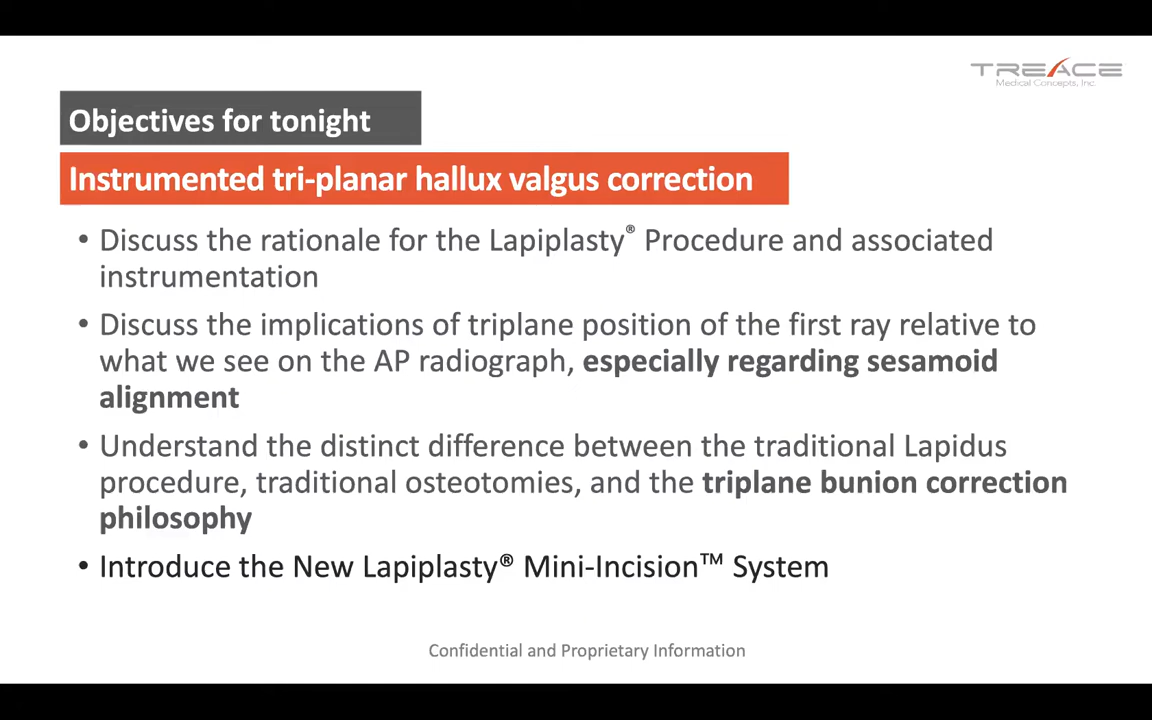 TREACE
Medical Concepts, Inc.
Objectives for tonight
Instrumented tri-planar hallux valgus correction
• Discuss the rationale for the Lapiplasty® Procedure and associated
instrumentation
• Discuss the implications of triplane position of the first ray relative to
what we see on the AP radiograph, especially regarding sesamoid
alignment
• Understand the distinct difference between the traditional Lapidus
procedure, traditional osteotomies, and the triplane bunion correction
philosophy
• Introduce the New Lapiplasty® Mini-Incision™ System
Confidential and Proprietary Information